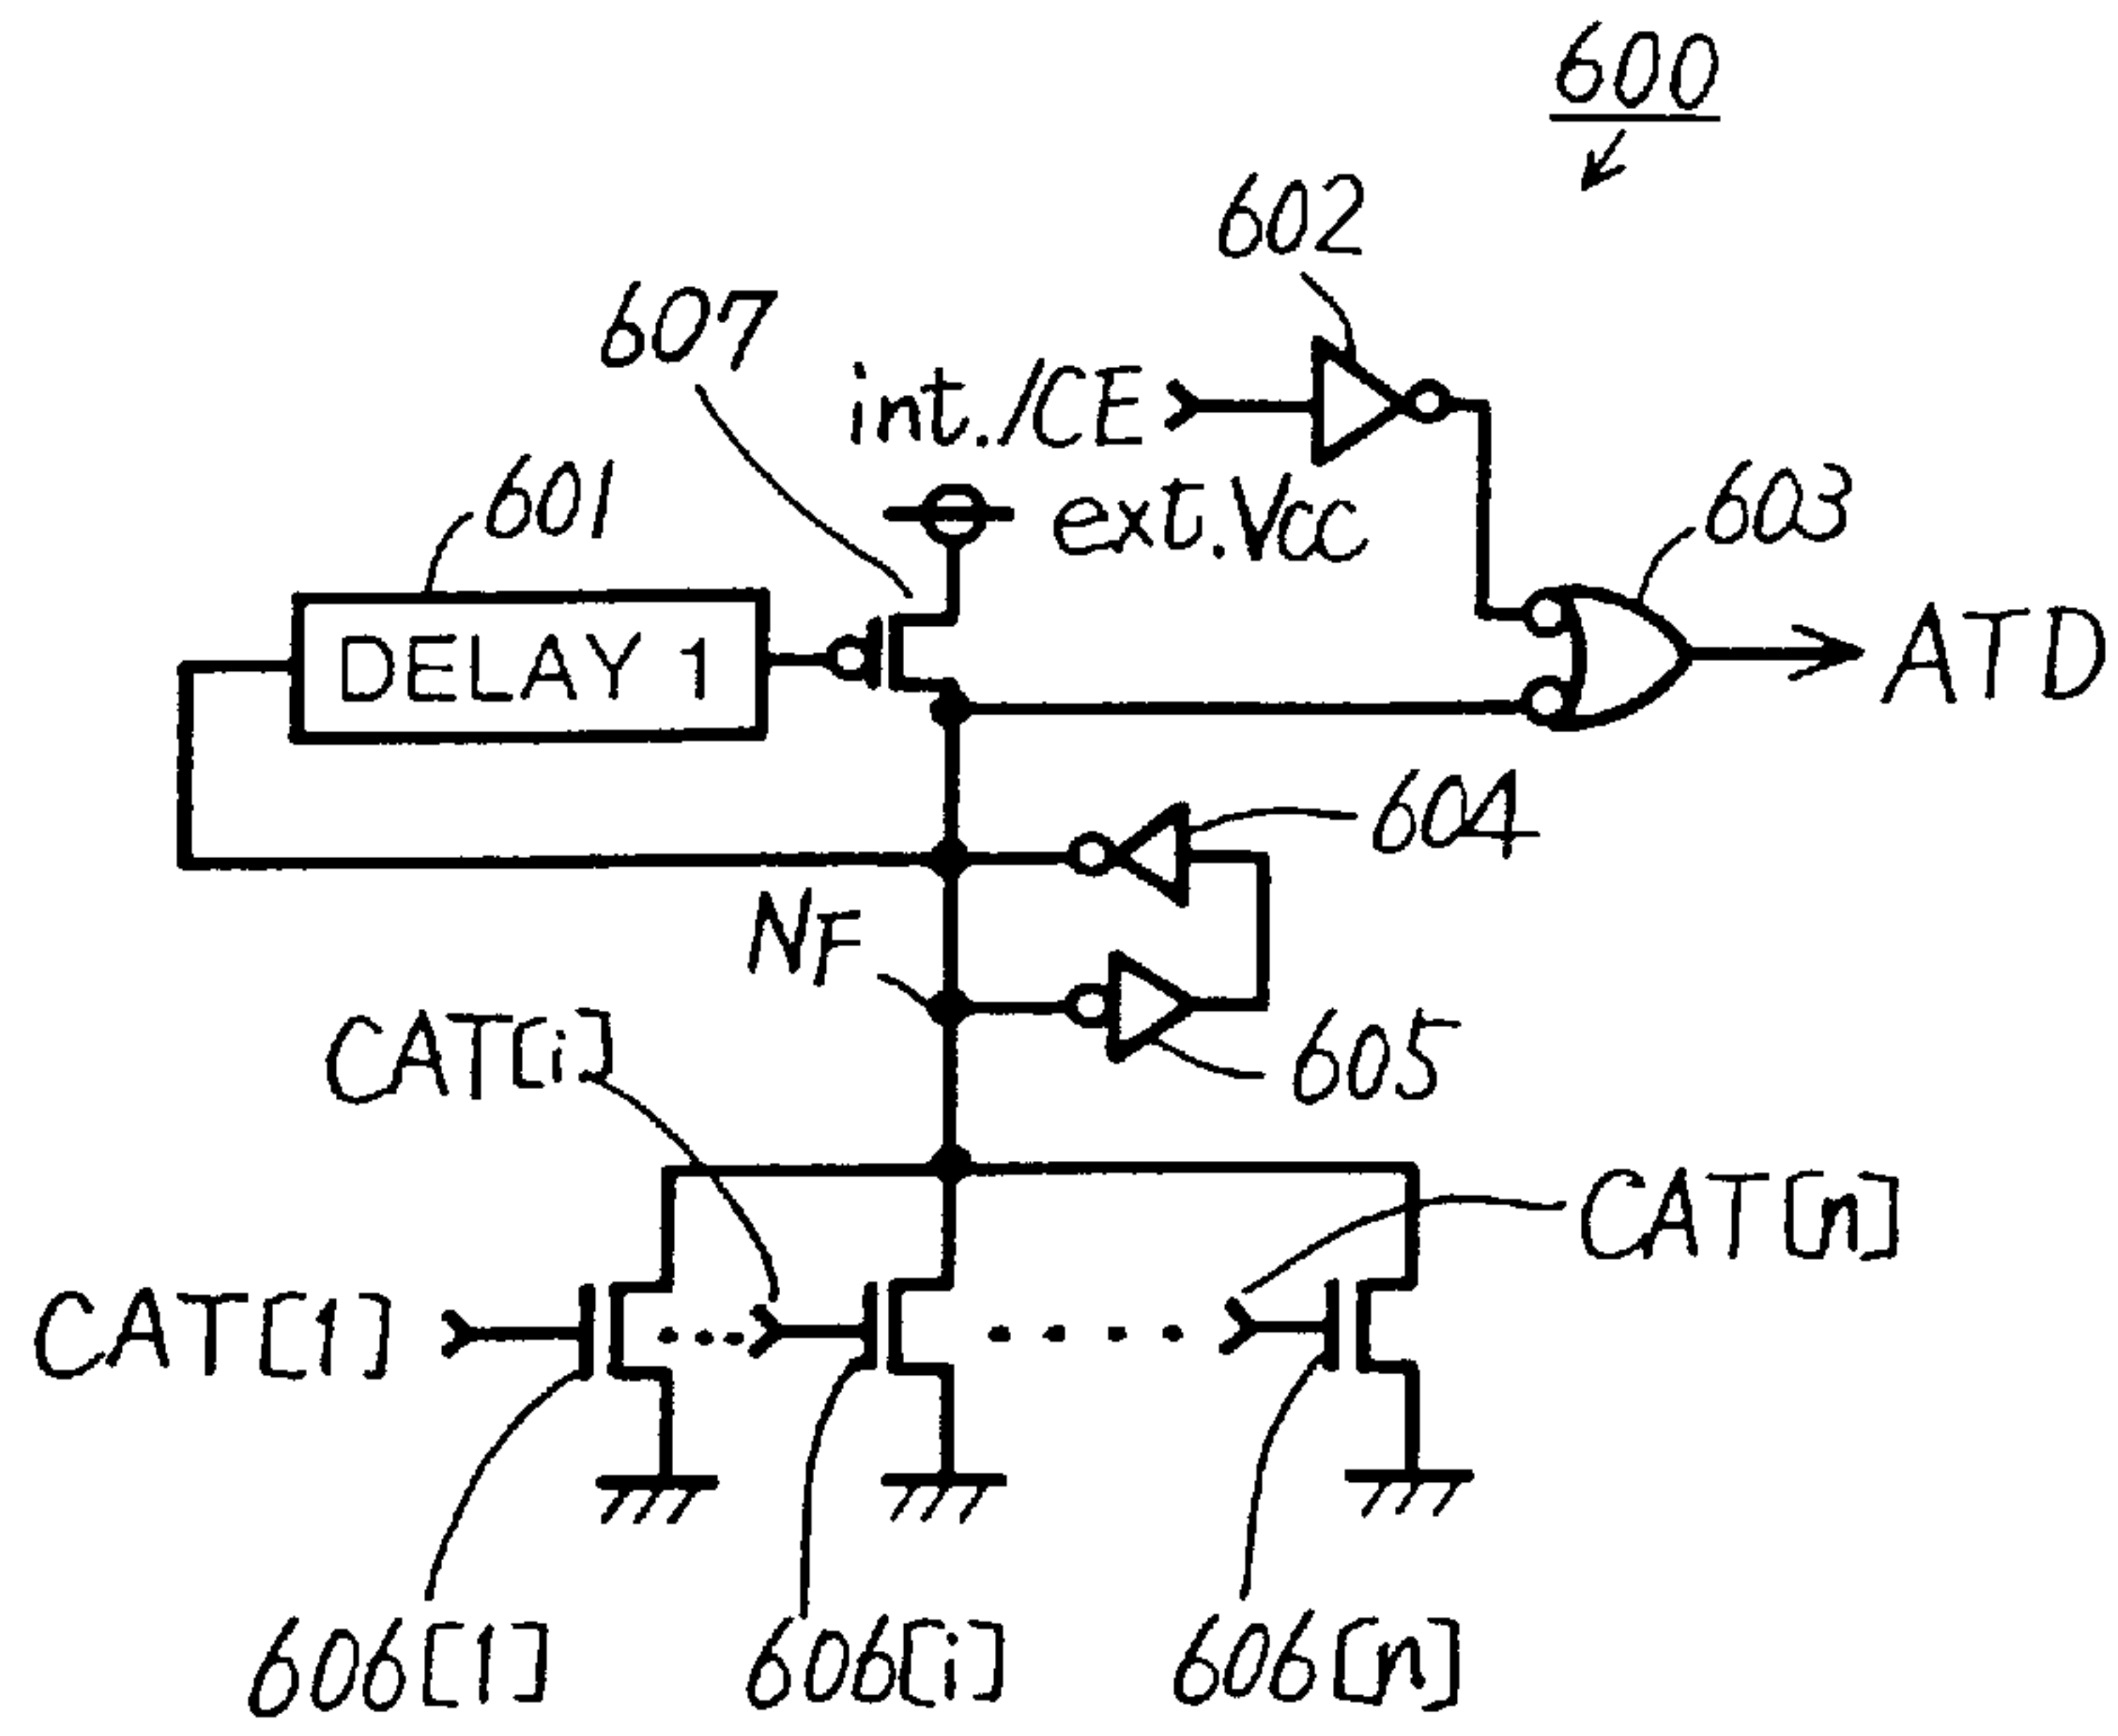 600
602
607
int./CE
601
ext.Vcc
603
DELAY 1
ATD
604
NF
CAT[i]
605
CAT[n]
CAT[1]
606[1]
606[i]
606[n]